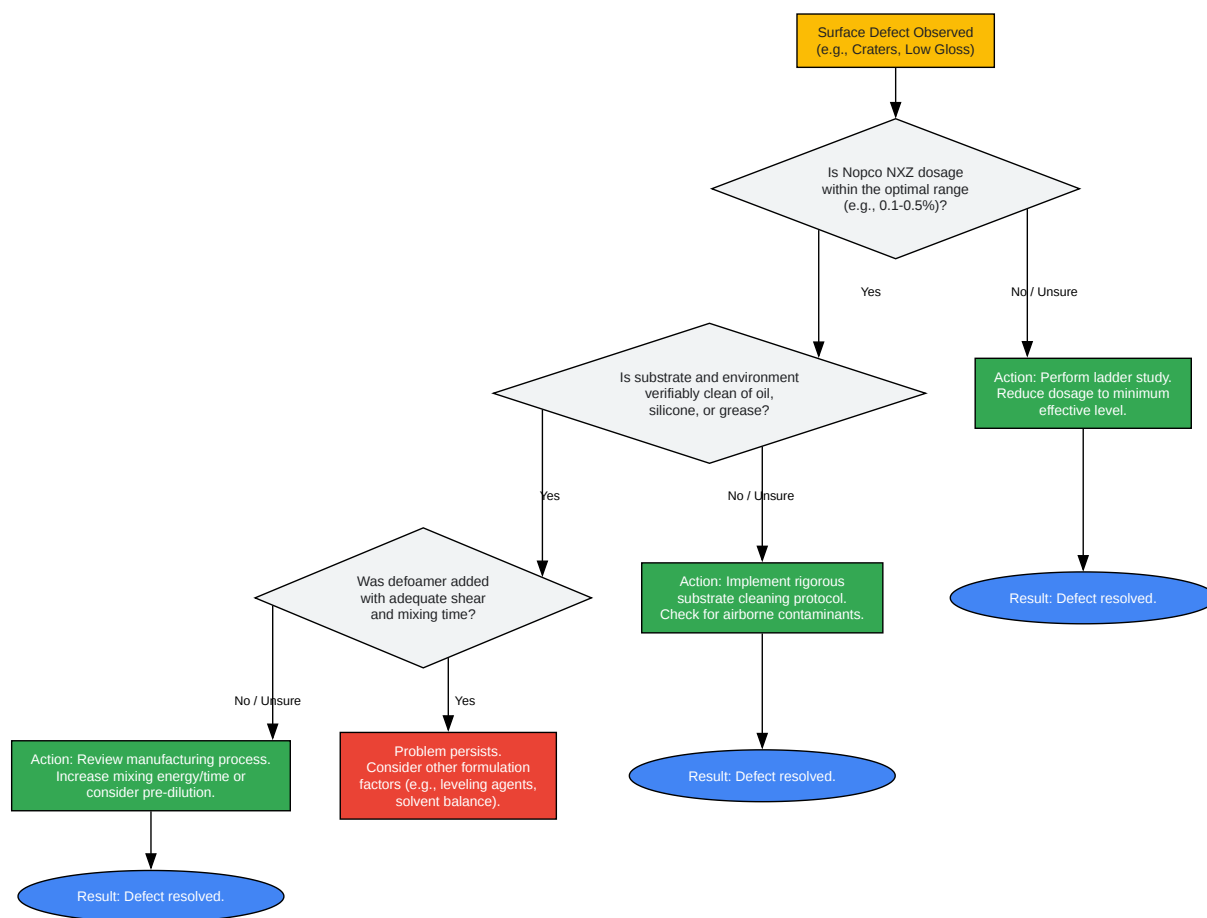 Surface Defect Observed
(e.g., Craters, Low Gloss)
Is Nopco NXZ dosage
within the optimal range
(e.g., 0.1-0.5%)?
Yes
No / Unsure
Is substrate and environment
verifiably clean of oil,
silicone, or grease?
Action: Perform ladder study.
Reduce dosage to minimum
effective level.
Yes
No / Unsure
Was defoamer added
with adequate shear
and mixing time?
Action: Implement rigorous
substrate cleaning protocol.
Check for airborne contaminants.
Result: Defect resolved.
No / Unsure
Yes
Action: Review manufacturing process.
Increase mixing energy/time or
consider pre-dilution.
Problem persists.
Consider other formulation
factors (e.g., leveling agents,
solvent balance).
Result: Defect resolved.
Result: Defect resolved.